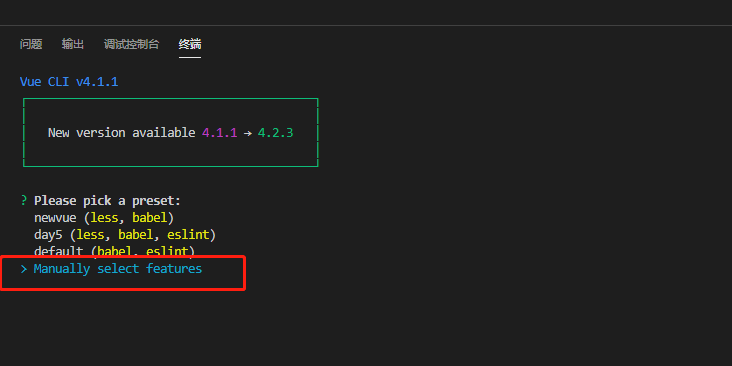 问题 输出 调试控制台 终端
Vue CLI v4.1.1
New version available 4.1.1 → 4.2.3
? Please pick a preset:
newvue (less, babel)
day5 (less, babel, eslint)
default (babel, eslint)
> Manually select features